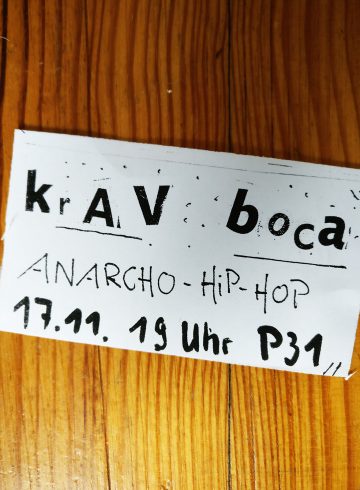 krAV boca
ANARCHO-HiP-HOP
17.11. 19 Uhr P31